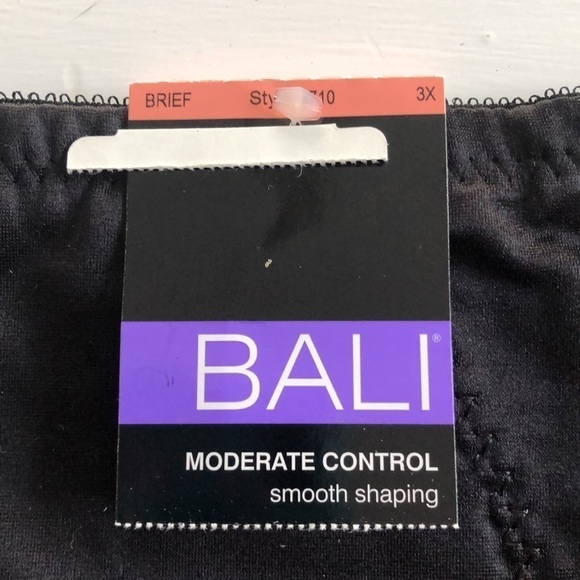 BRIEF
3X
BALI®
MODERATE CONTROL
smooth shaping